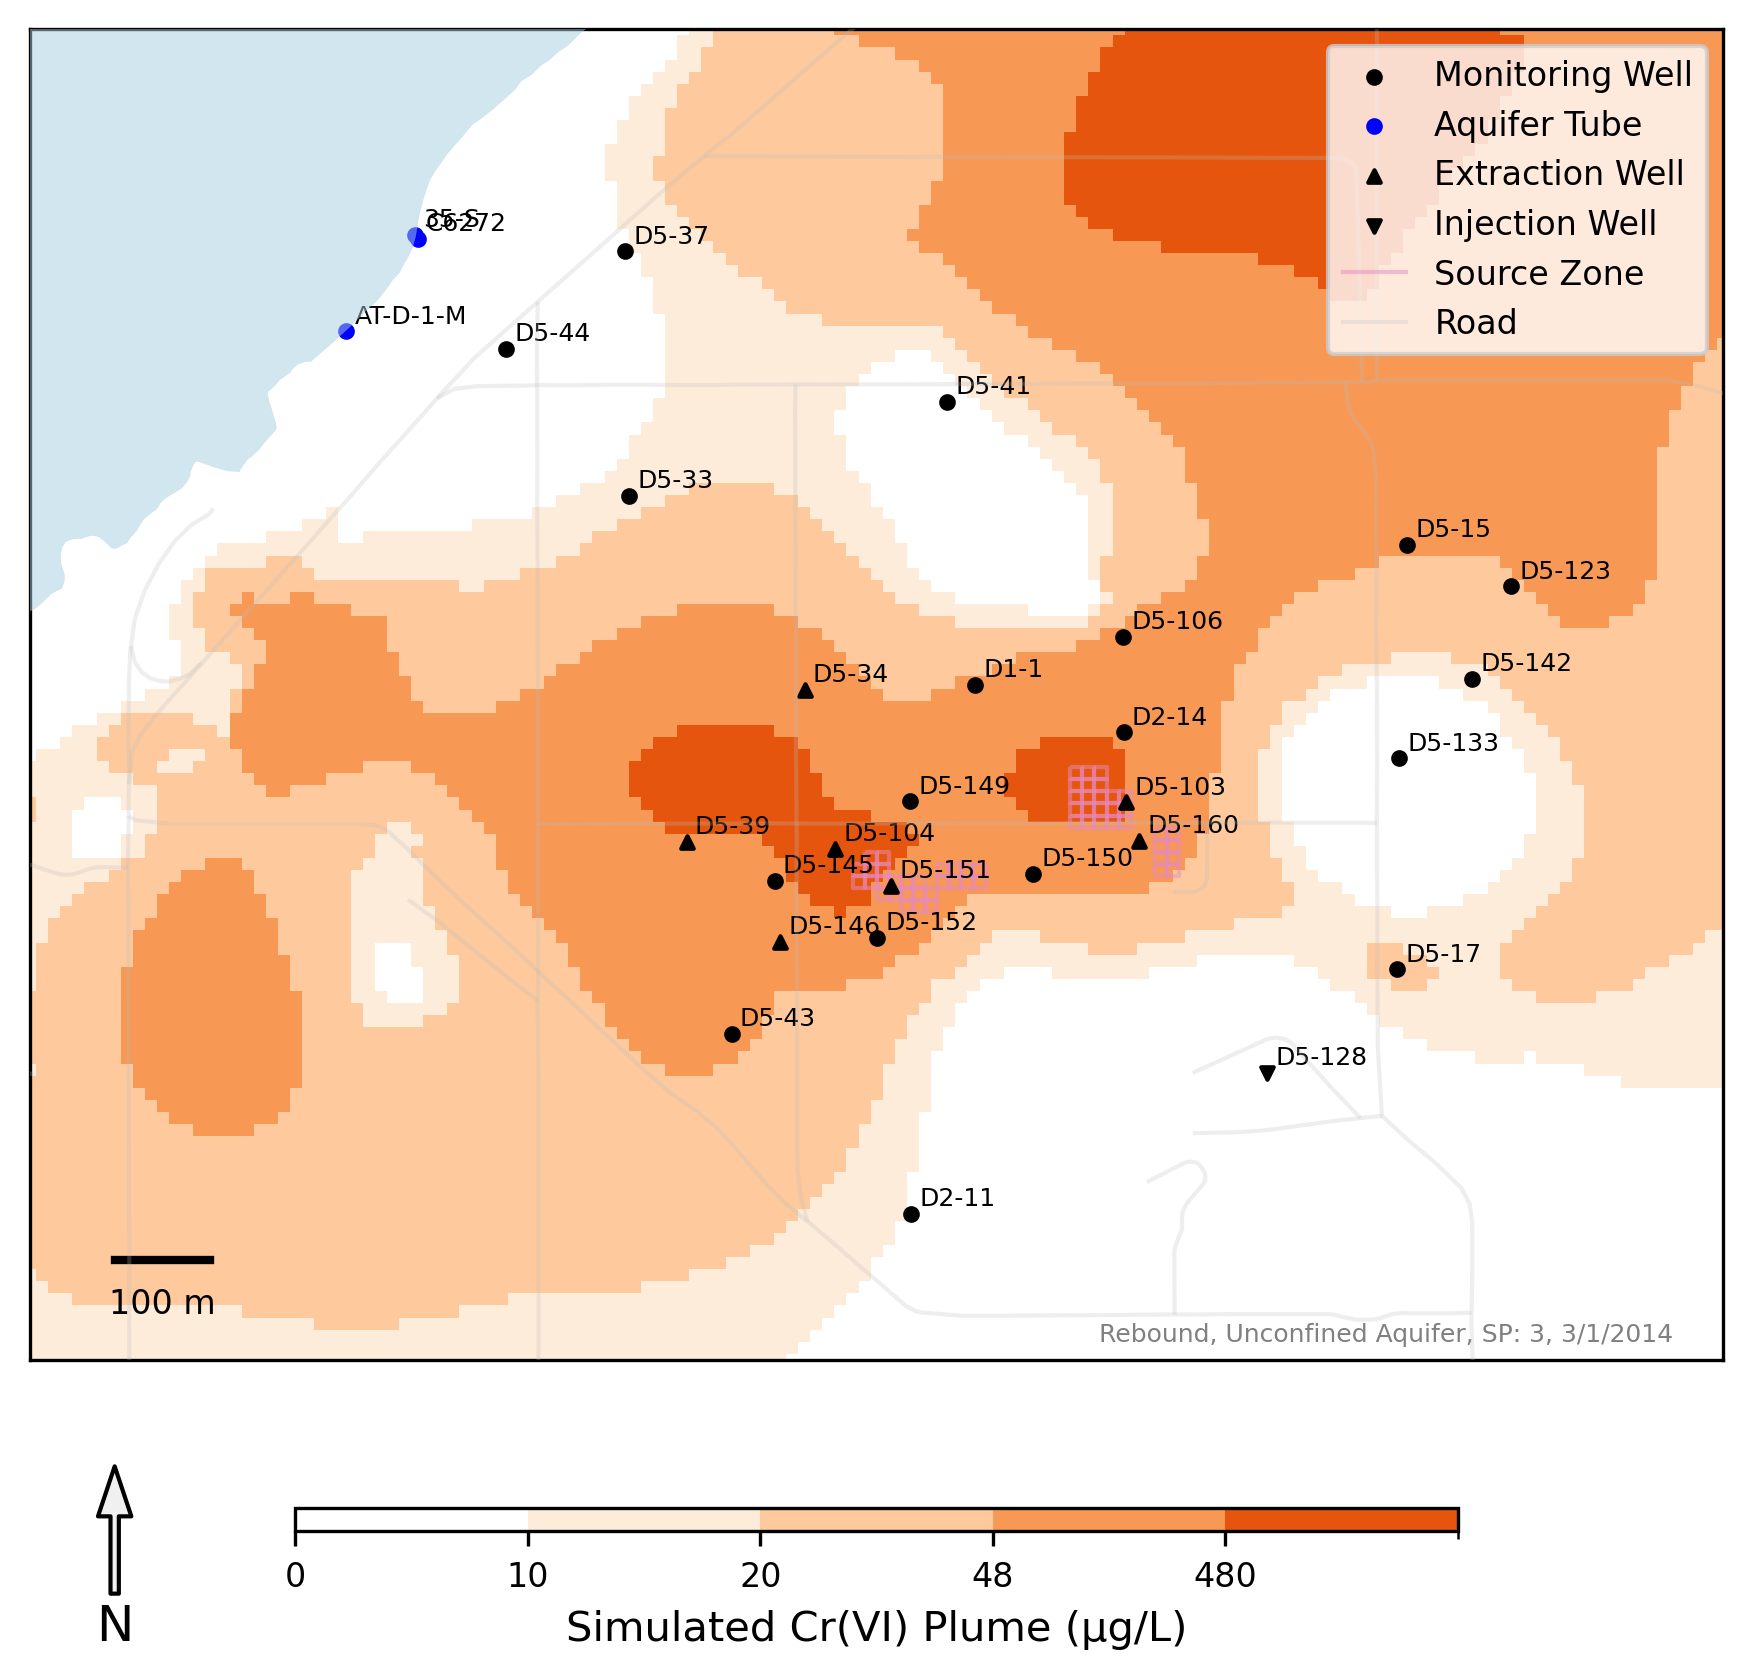 Monitoring Well
Aquifer Tube
Extraction Well
Injection Well
Source Zone
Road
35-S
C6272
D5-37
AT-D-1-M
D5-44
D5-41
D5-33
D5-15
D5-123
D5-106
D5-142
D1-1
D5-34
D2-14
D5-133
D5-149
D5-103
D5-160
D5-39
D5-104
D5-150
D5-145
D5-151
D5-146
D5-152
D5-17
D5-43
D5-128
D2-11
100 m
Rebound, Unconfined Aquifer, SP: 3, 3/1/2014
0 10 20 48 480
Simulated Cr(VI) Plume (µg/L)
N